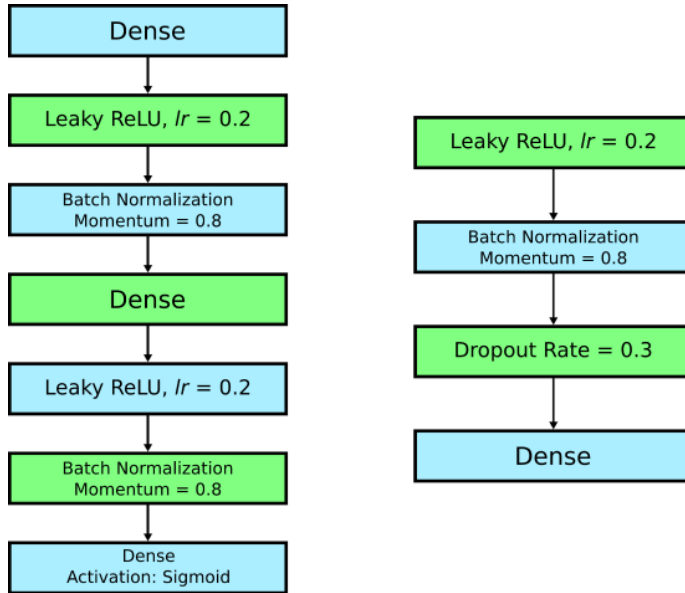 Dense
Leaky ReLU, lr = 0.2
Batch Normalization
Momentum = 0.8
Dense
Leaky ReLU, lr = 0.2
Batch Normalization
Momentum = 0.8
Dense
Activation: Sigmoid
Leaky ReLU, lr = 0.2
Batch Normalization
Momentum = 0.8
Dropout Rate = 0.3
Dense